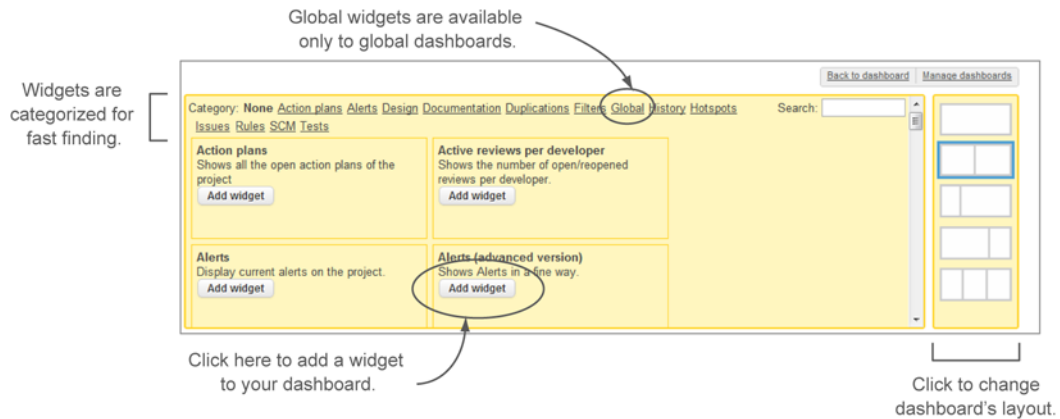 Global widgets are available
only to global dashboards.
Back to dashboard Manage dashboards
Widgets are
categorized for
fast finding.
Category: None Action plans Alerts Design Documentation Duplications Filters Global History Hotspots Search:
Issues Rules SCM Tests
Action plans
Shows all the open action plans of the
project
Add widget
Active reviews per developer
Shows the number of open/reopened
reviews per developer.
Add widget
Alerts
Display current alerts on the project.
Add widget
Alerts (advanced version)
Shows Alerts in a fine way.
Add widget
Click here to add a widget
to your dashboard.
Click to change
dashboard's layout.